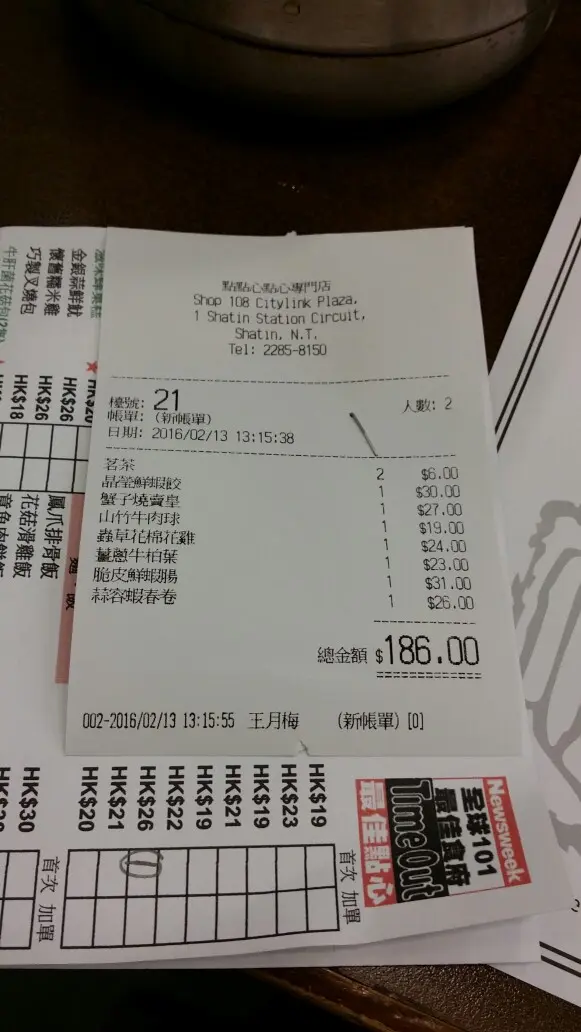 點點心點心專門店
Shop 108 Citylink Plaza,
1 Shatin Station Circuit,
Shatin, N.T.
Tel: 2285-8150
檯號: 21 人數: 2
帳單: (新帳單)
日期: 2016/02/13 13:15:38
茗茶 2 $6.00
晶瑩鮮蝦餃 1 $30.00
蟹子燒賣皇 1 $27.00
山竹牛肉球 1 $19.00
蟲草花棉花雞 1 $24.00
薑蔥牛柏葉 1 $23.00
脆皮鮮蝦腸 1 $31.00
蒜容蝦春卷 1 $26.00
總金額 $186.00
002-2016/02/13 13:15:55 王月梅 (新帳單) [0]
金銀蒜鮮魷
懷舊糯米雞
巧製叉燒包
HK$26
HK$26
HK$18
鳳爪排骨飯
花菇滑雞飯
HK$19
HK$23
HK$19
HK$21
HK$19
HK$22
HK$26
HK$21
HK$20
HK$30
首次 加單
首次 加單
Newsweek
全球101
最佳食府
TimeOut
最佳點心